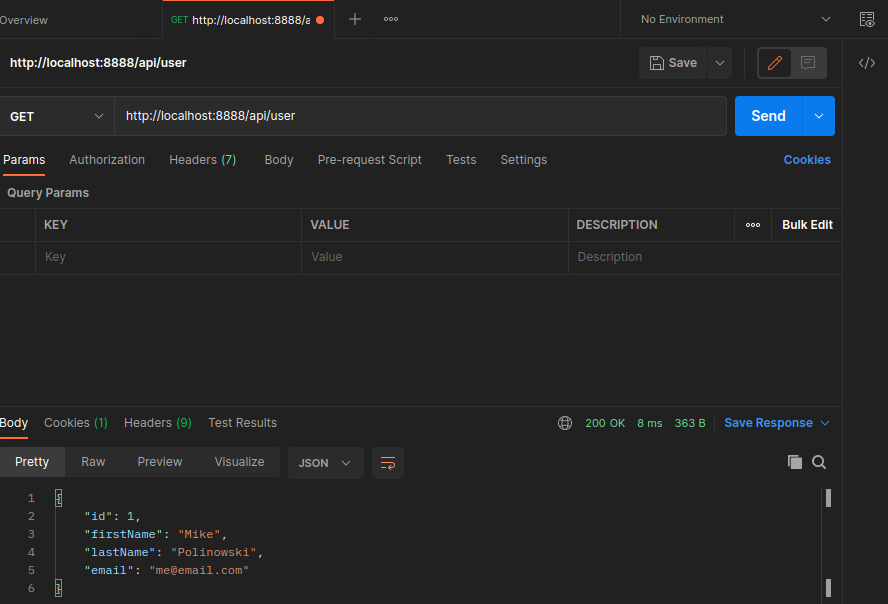 Overview GET http://localhost:8888/a No Environment
http://localhost:8888/api/user Save
GET http://localhost:8888/api/user Send
Params Authorization Headers (7) Body Pre-request Script Tests Settings Cookies
Query Params
KEY VALUE DESCRIPTION Bulk Edit
Key Value Description
Body Cookies (1) Headers (9) Test Results 200 OK 8 ms 363 B Save Response
Pretty Raw Preview Visualize JSON
1 {
2 "id": 1,
3 "firstName": "Mike",
4 "lastName": "Polinowski",
5 "email": "me@email.com"
6 }